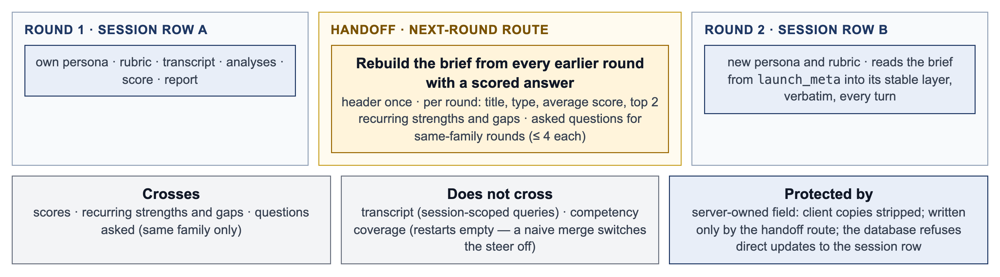 ROUND 1 · SESSION ROW A
own persona · rubric · transcript · analyses ·
score · report
HANDOFF · NEXT-ROUND ROUTE
Rebuild the brief from every earlier round
with a scored answer
header once · per round: title, type, average score, top 2
recurring strengths and gaps · asked questions for
same-family rounds (≤ 4 each)
ROUND 2 · SESSION ROW B
new persona and rubric · reads the brief
from launch_meta into its stable layer,
verbatim, every turn
Crosses
scores · recurring strengths and gaps · questions
asked (same family only)
Does not cross
transcript (session-scoped queries) · competency
coverage (restarts empty — a naive merge switches
the steer off)
Protected by
server-owned field: client copies stripped; written
only by the handoff route; the database refuses
direct updates to the session row